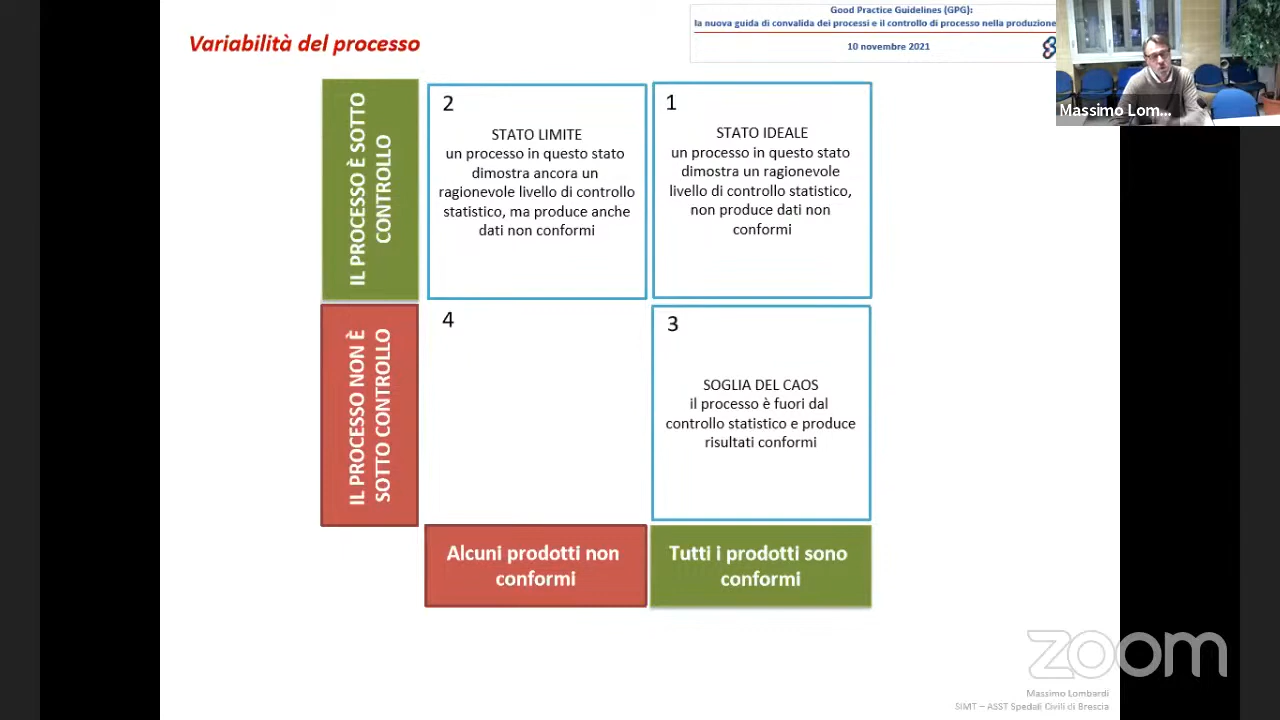 Good Practice Guidelines (GPG):
la nuova guida di convalida dei processi e il controllo di processo nella produzione
10 novembre 2021
Variabilità del processo
Massimo Lom...
IL PROCESSO È SOTTO
CONTROLLO
2
STATO LIMITE
un processo in questo stato
dimostra ancora un
ragionevole livello di controllo
statistico, ma produce anche
dati non conformi
1
STATO IDEALE
un processo in questo stato
dimostra un ragionevole
livello di controllo statistico,
non produce dati non
conformi
IL PROCESSO NON È
SOTTO CONTROLLO
4
3
SOGLIA DEL CAOS
il processo è fuori dal
controllo statistico e produce
risultati conformi
Alcuni prodotti non
conformi
Tutti i prodotti sono
conformi
zoom
Massimo Lombardi
SIMT – ASST Spedali Civili di Brescia